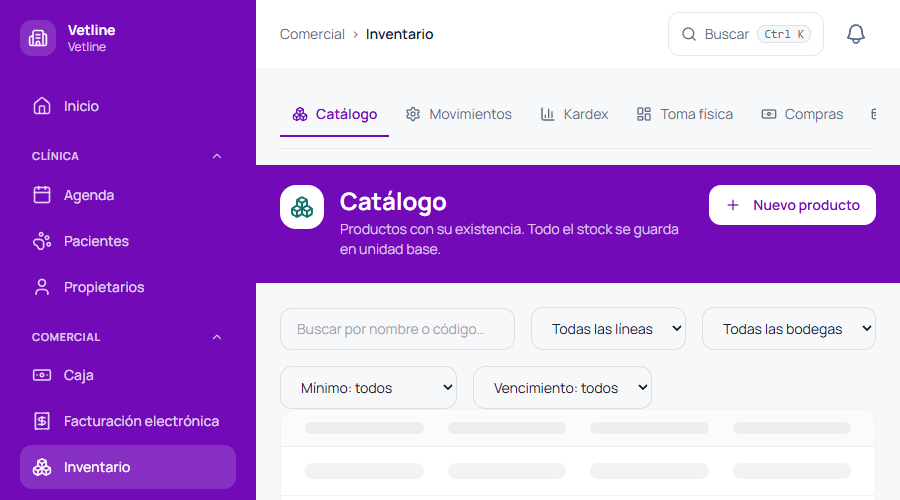 Vetline
Vetline
Inicio
CLÍNICA
Agenda
Pacientes
Propietarios
COMERCIAL
Caja
Facturación electrónica
Inventario
Comercial › Inventario
Buscar Ctrl K
Catálogo Movimientos Kardex Toma física Compras
Catálogo
Productos con su existencia. Todo el stock se guarda
en unidad base.
Nuevo producto
Buscar por nombre o código...
Todas las líneas
Todas las bodegas
Mínimo: todos
Vencimiento: todos